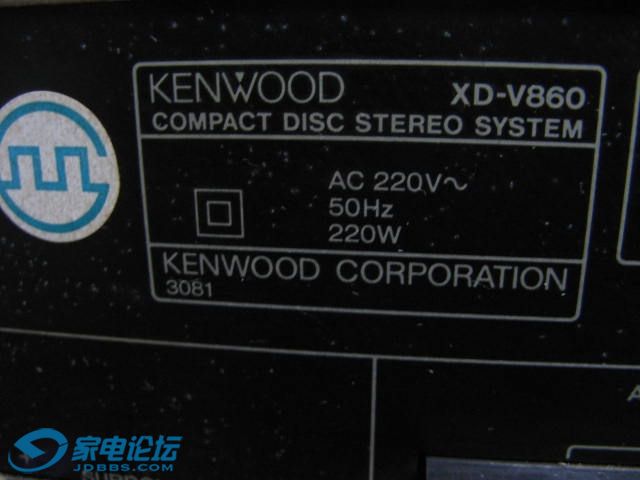 KENWOOD XD-V860
COMPACT DISC STEREO SYSTEM
AC 220V~
50Hz
220W
KENWOOD CORPORATION
3081
A
家电论坛
JDBBS.COM